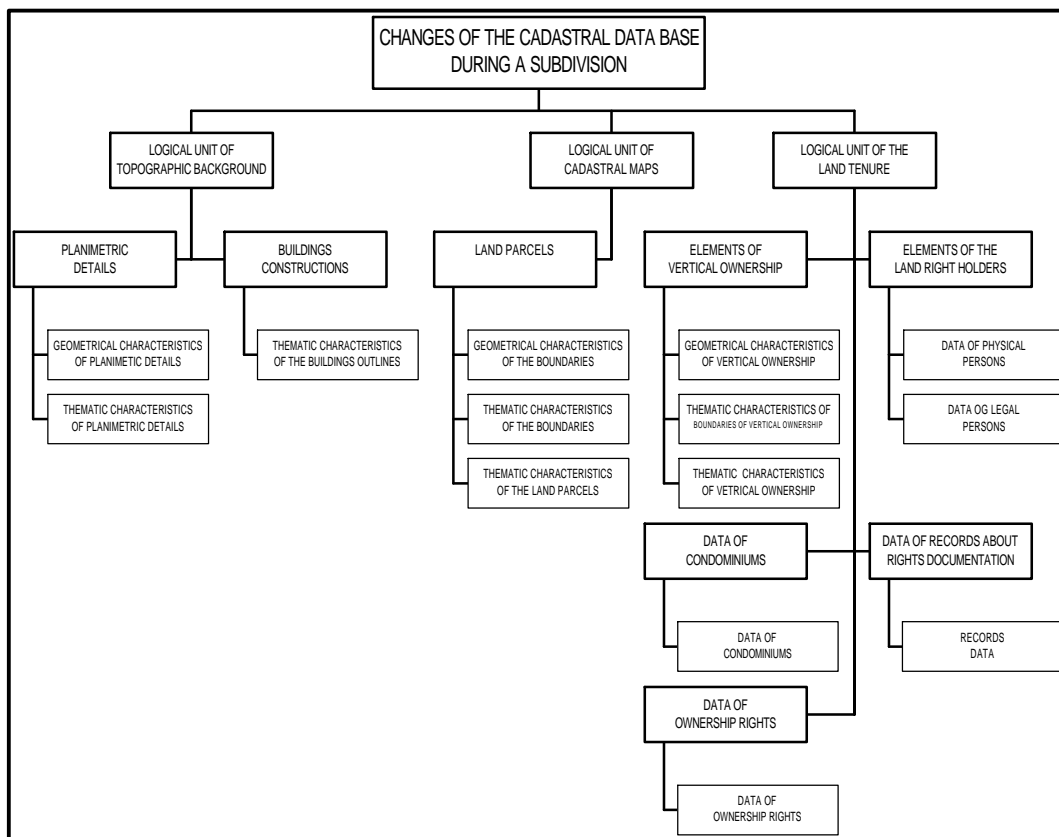 CHANGES OF THE CADASTRAL DATA BASE
DURING A SUBDIVISION
LOGICAL UNIT OF
TOPOGRAPHIC BACKGROUND
LOGICAL UNIT OF
CADASTRAL MAPS
LOGICAL UNIT OF THE
LAND TENURE
PLANIMETRIC
DETAILS
BUILDINGS
CONSTRUCTIONS
LAND PARCELS
ELEMENTS OF
VERTICAL OWNERSHIP
ELEMENTS OF THE
LAND RIGHT HOLDERS
GEOMETRICAL CHARACTERISTICS
OF PLANIMETIC DETAILS
THEMATIC CHARACTERISTICS
OF THE BUILDINGS OUTLINES
GEOMETRICAL CHARACTERISTICS
OF THE BOUNDARIES
GEOMETRICAL CHARACTERISTICS
OF VERTICAL OWNERSHIP
DATA OF PHYSICAL
PERSONS
THEMATIC CHARACTERISTICS
OF PLANIMETRIC DETAILS
THEMATIC CHARACTERISTICS
OF THE BOUNDARIES
THEMATIC CHARACTERISTICS OF
BOUNDARIES OF VERTICAL OWNERSHIP
DATA OG LEGAL
PERSONS
THEMATIC CHARACTERISTICS
OF THE LAND PARCELS
THEMATIC CHARACTERISTICS
OF VETRICAL OWNERSHIP
DATA OF
CONDOMINIUMS
DATA OF RECORDS ABOUT
RIGHTS DOCUMENTATION
DATA OF
CONDOMINIUMS
RECORDS
DATA
DATA OF
OWNERSHIP RIGHTS
DATA OF
OWNERSHIP RIGHTS